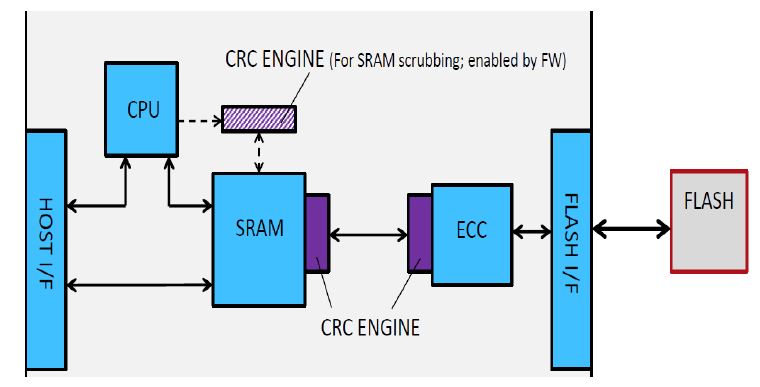 CRC ENGINE (For SRAM scrubbing; enabled by FW)
CPU
HOST I/F
SRAM
ECC
FLASH I/F
FLASH
CRC ENGINE